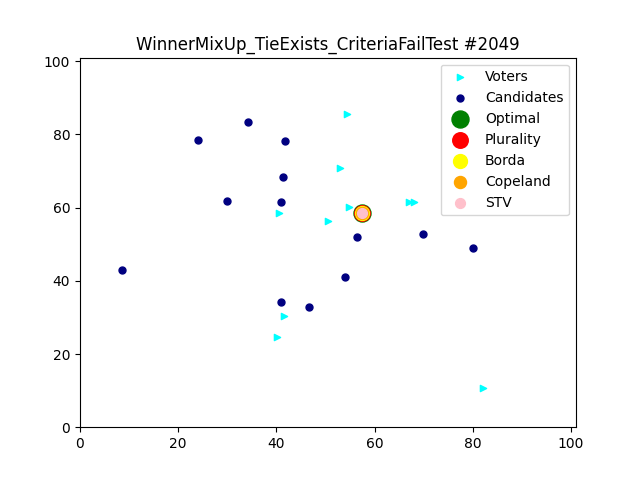 WinnerMixUp_TieExists_CriteriaFailTest #2049
100
80
60
40
20
0
0
20
40
60
80
100
Voters
Candidates
Optimal
Plurality
Borda
Copeland
STV